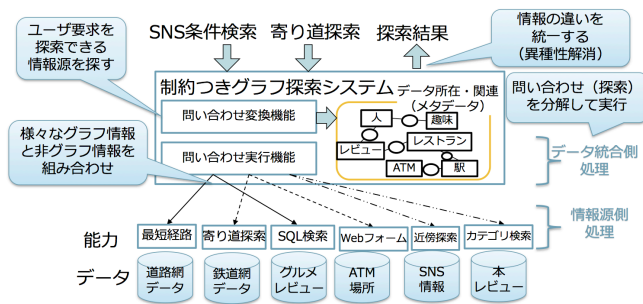 SNS条件検索
寄り道探索
探索結果
ユーザ要求を
探索できる
情報源を探す
情報の違いを
統一する
(異種性解消)
制約つきグラフ探索システム
データ所在・関連
(メタデータ)
問い合わせ(探索)
を分解して実行
問い合わせ変換機能
人
趣味
レビュー
レストラン
ATM
駅
様々なグラフ情報
と非グラフ情報を
組み合わせ
問い合わせ実行機能
データ統合側
処理
情報源側
処理
能力
最短経路
寄り道探索
SQL検索
Webフォーム
近傍探索
カテゴリ検索
データ
道路網
データ
鉄道網
データ
グルメ
レビュー
ATM
場所
SNS
情報
本
レビュー